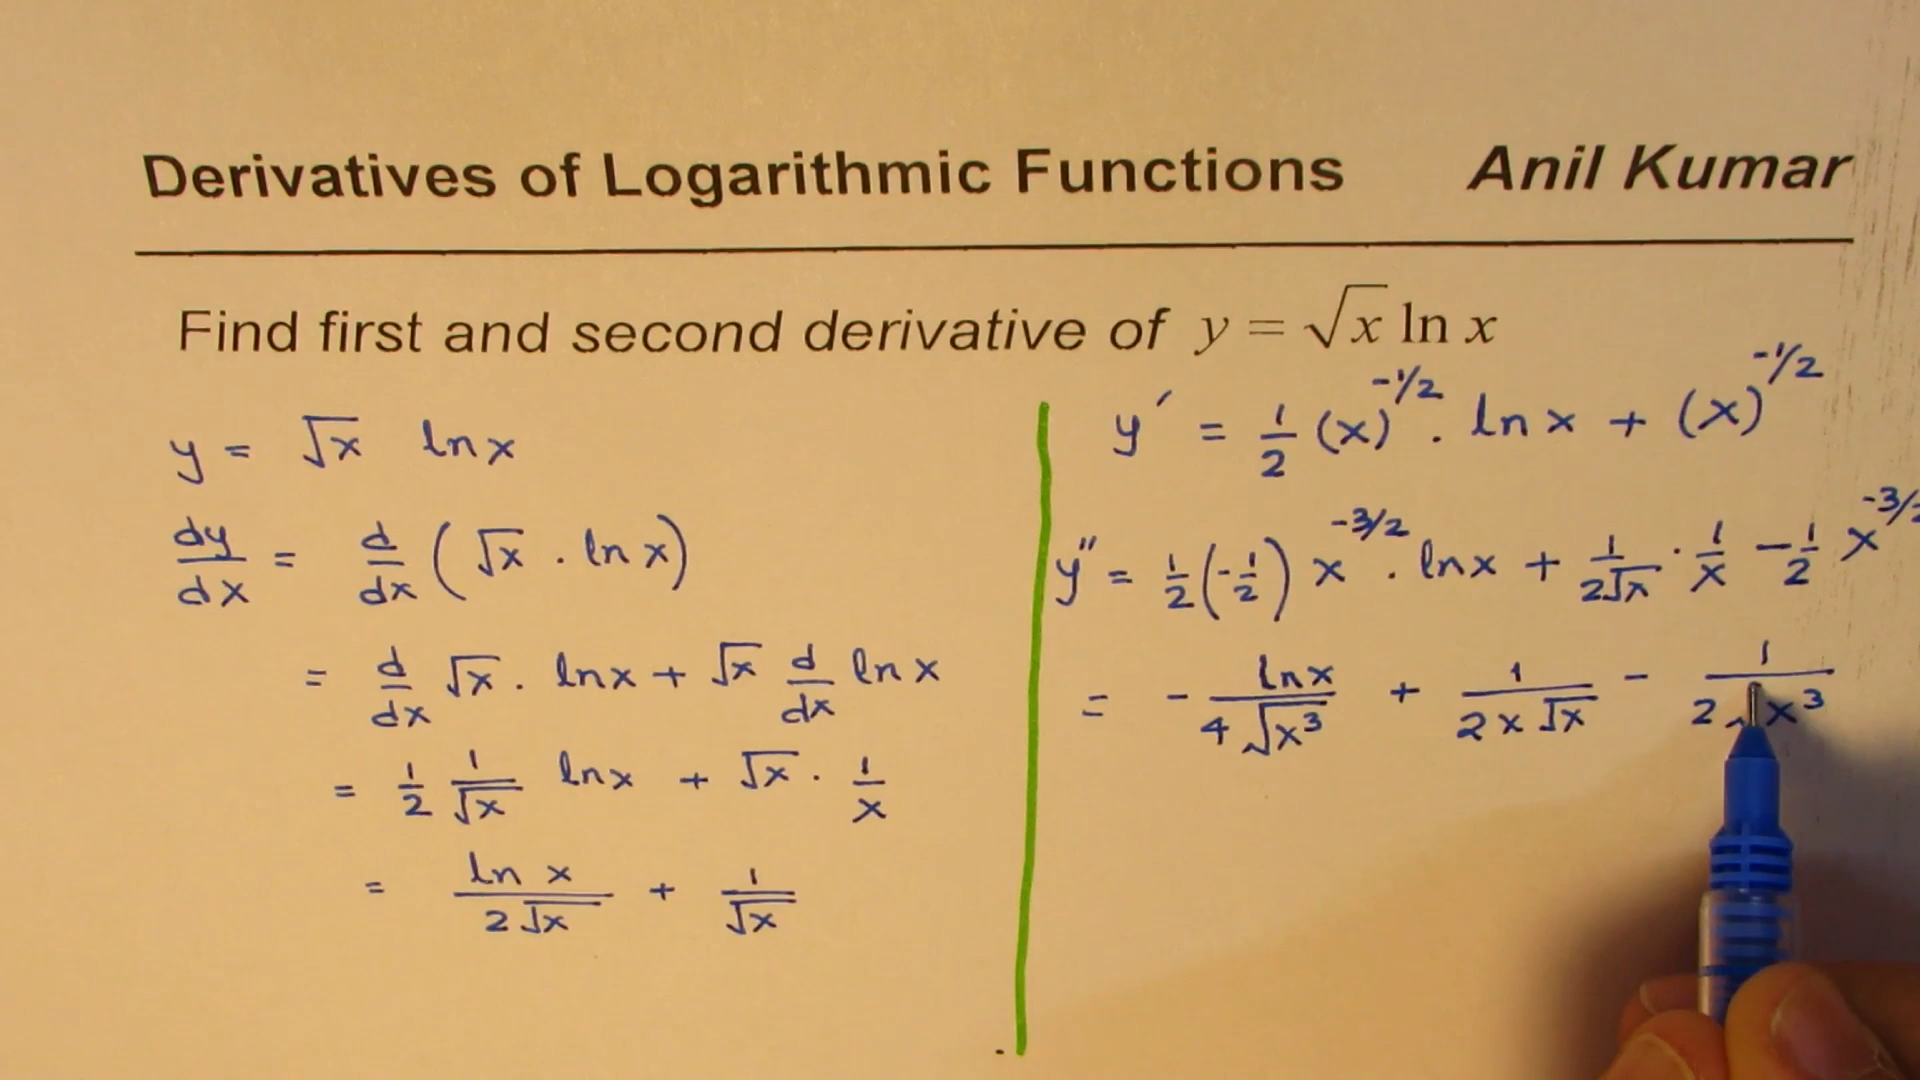 Derivatives of Logarithmic Functions Anil Kumar
Find first and second derivative of y = √x ln x
y = √x ln x
dy/dx = d/dx (√x · ln x)
= d/dx √x · ln x + √x d/dx ln x
= 1/2 1/√x ln x + √x · 1/x
= ln x / 2√x + 1/√x
y′ = 1/2 (x)^-1/2 · ln x + (x)^-1/2
y″ = 1/2 (-1/2) x^-3/2 · ln x + 1/2√x · 1/x - 1/2 x^-3/2
= - ln x / 4√x³ + 1 / 2x√x - 1 / 2√x³